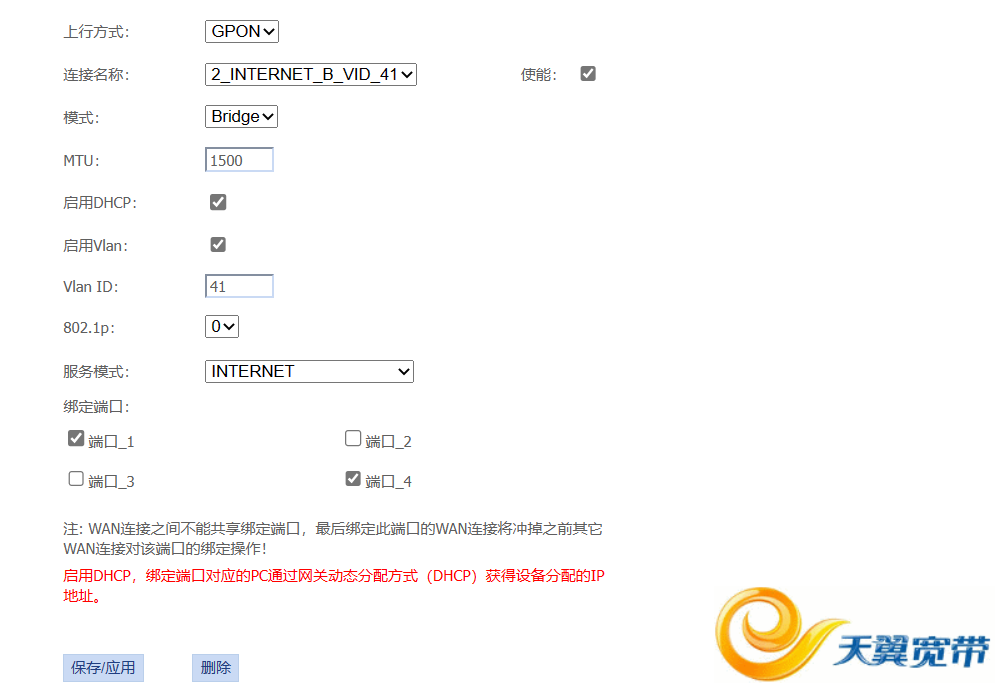 上行方式: GPON
连接名称: 2_INTERNET_B_VID_41 使能:
模式: Bridge
MTU: 1500
启用DHCP:
启用Vlan:
Vlan ID: 41
802.1p: 0
服务模式: INTERNET
绑定端口:
端口_1 端口_2
端口_3 端口_4
注: WAN连接之间不能共享绑定端口，最后绑定此端口的WAN连接将冲掉之前其它
WAN连接对该端口的绑定操作!
启用DHCP，绑定端口对应的PC通过网关动态分配方式（DHCP）获得设备分配的IP
地址。
保存/应用 删除
天翼宽带